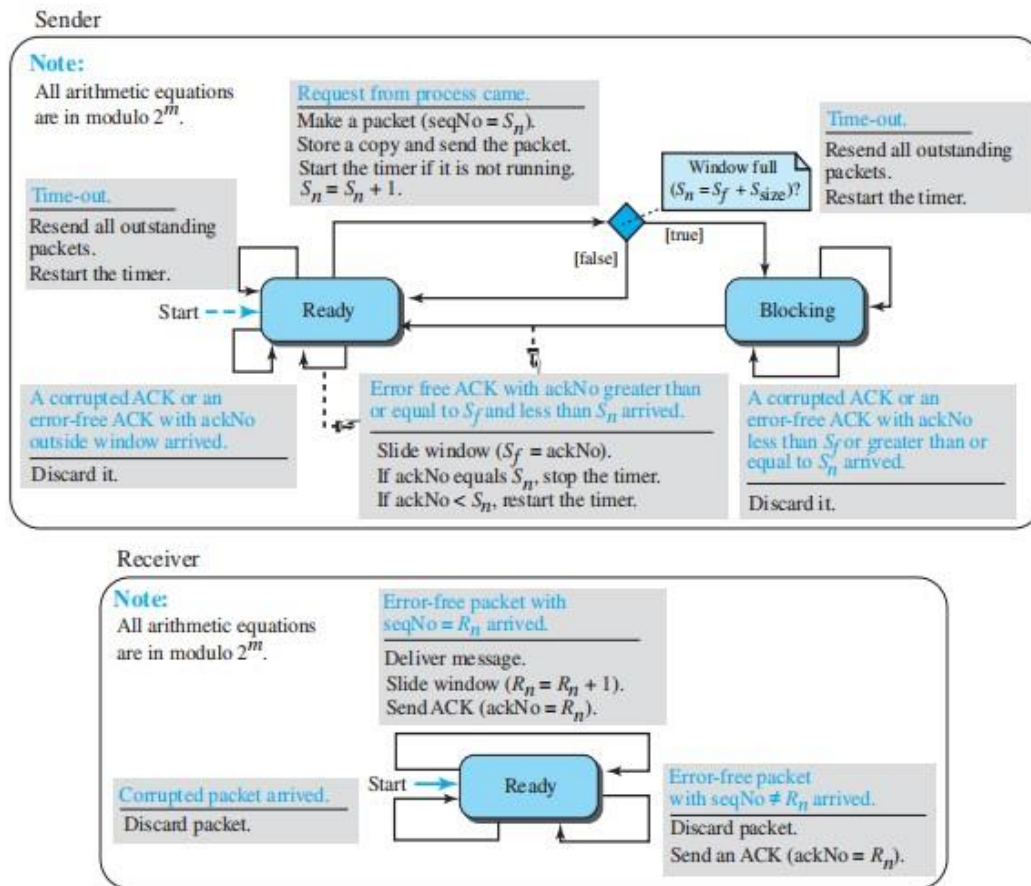 Sender
Note:
All arithmetic equations
are in modulo 2^m.
Request from process came.
Make a packet (seqNo = S_n).
Store a copy and send the packet.
Start the timer if it is not running.
S_n = S_n + 1.
Time-out.
Resend all outstanding
packets.
Restart the timer.
Window full
(S_n = S_f + S_size)?
Time-out.
Resend all outstanding
packets.
Restart the timer.
[false]
[true]
Start
Ready
Blocking
A corrupted ACK or an
error-free ACK with ackNo
outside window arrived.
Discard it.
Error free ACK with ackNo greater than
or equal to S_f and less than S_n arrived.
Slide window (S_f = ackNo).
If ackNo equals S_n, stop the timer.
If ackNo < S_n, restart the timer.
A corrupted ACK or an
error-free ACK with ackNo
less than S_f or greater than or
equal to S_n arrived.
Discard it.
Receiver
Note:
All arithmetic equations
are in modulo 2^m.
Error-free packet with
seqNo = R_n arrived.
Deliver message.
Slide window (R_n = R_n + 1).
Send ACK (ackNo = R_n).
Corrupted packet arrived.
Discard packet.
Start
Ready
Error-free packet
with seqNo ≠ R_n arrived.
Discard packet.
Send an ACK (ackNo = R_n).